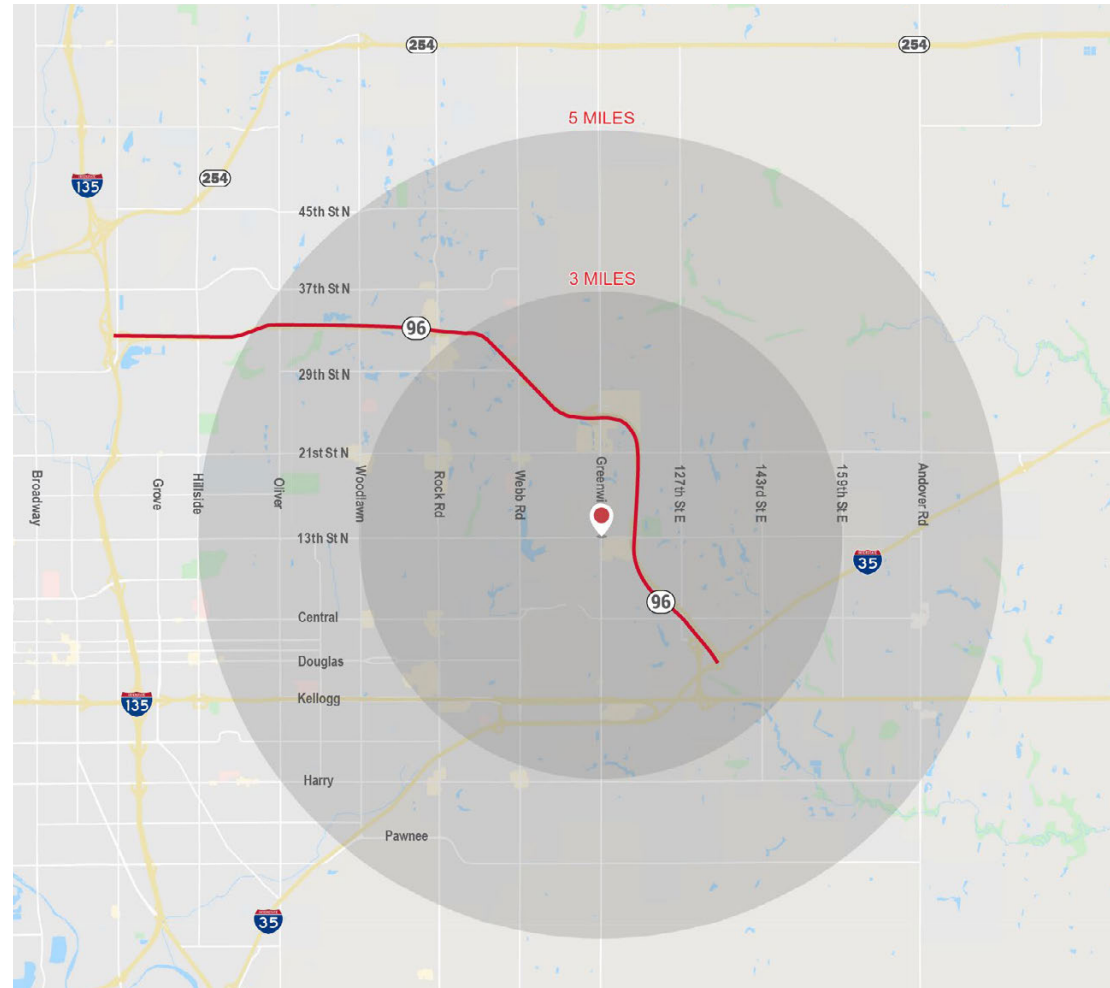 254
254
5 MILES
135
254
45th St N
3 MILES
37th St N
96
29th St N
21st St N
Broadway
Grove
Hillside
Oliver
Woodlawn
Rock Rd
Webb Rd
127th St E
143rd St E
159th St E
Andover Rd
13th St N
35
96
Central
Douglas
Kellogg
135
Harry
Pawnee
35